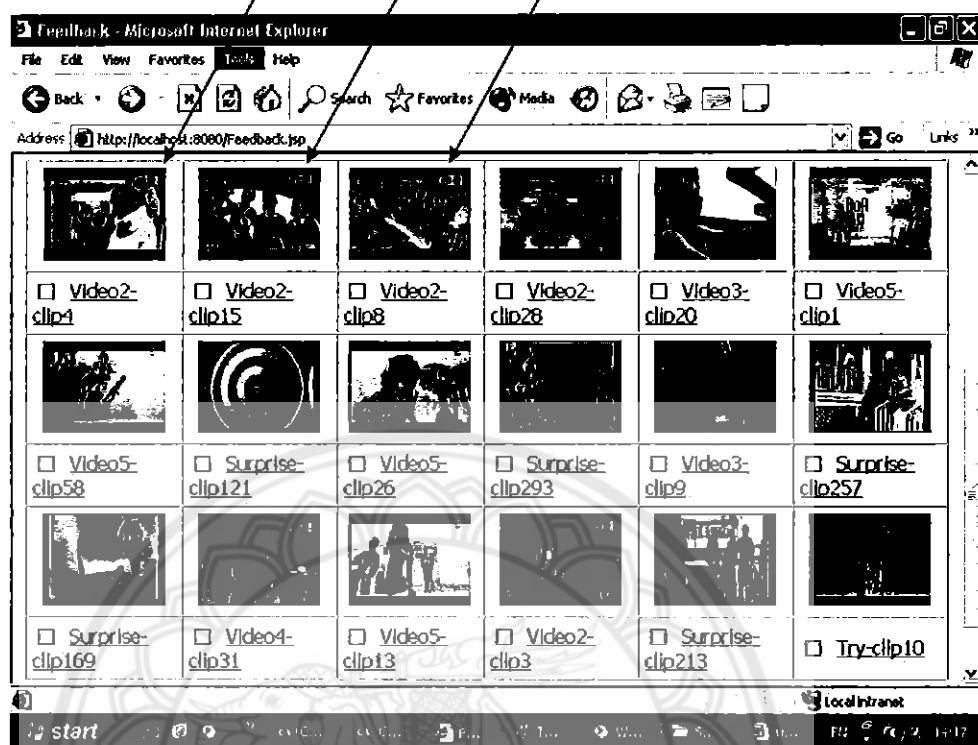 Feedback - Microsoft Internet Explorer
File Edit View Favorites Tools Help
Back Search Favorites Media
Address http://localhost:8080/Feedback.jsp Go Links
Video2-clip4
Video2-clip15
Video2-clip8
Video2-clip28
Video3-clip20
Video5-clip1
Video5-clip58
Surprise-clip121
Video5-clip26
Surprise-clip293
Video3-clip9
Surprise-clip257
Surprise-clip169
Video4-clip31
Video5-clip13
Video2-clip3
Surprise-clip213
Try-clip10
Local intranet
start